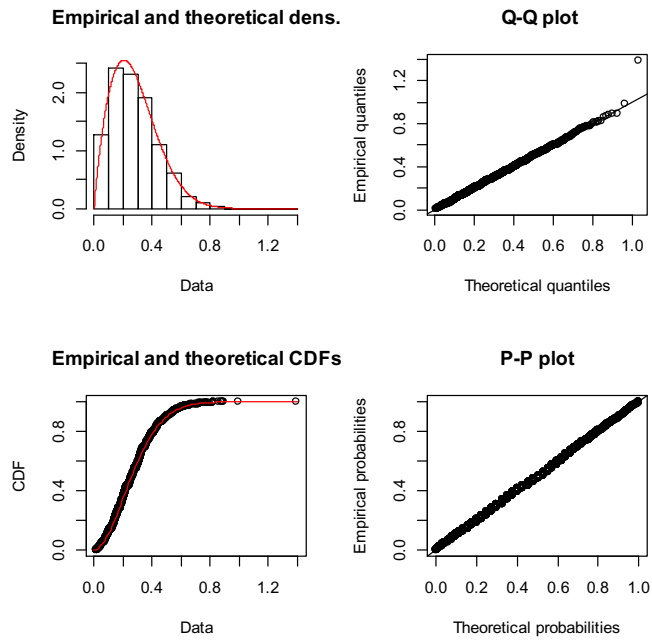 Empirical and theoretical dens.
Density
0.0 1.0 2.0
0.0 0.4 0.8 1.2
Data
Q-Q plot
Empirical quantiles
0.0 0.4 0.8 1.2
0.0 0.2 0.4 0.6 0.8 1.0
Theoretical quantiles
Empirical and theoretical CDFs
CDF
0.0 0.4 0.8
0.0 0.4 0.8 1.2
Data
P-P plot
Empirical probabilities
0.0 0.4 0.8
0.0 0.2 0.4 0.6 0.8 1.0
Theoretical probabilities